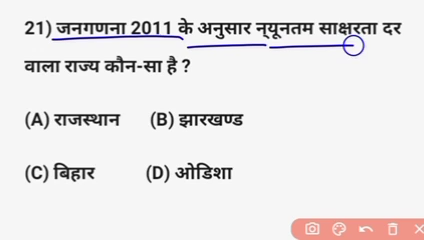 21) जनगणना 2011 के अनुसार न्यूनतम साक्षरता दर
वाला राज्य कौन-सा है ?
(A) राजस्थान (B) झारखण्ड
(C) बिहार (D) ओडिशा